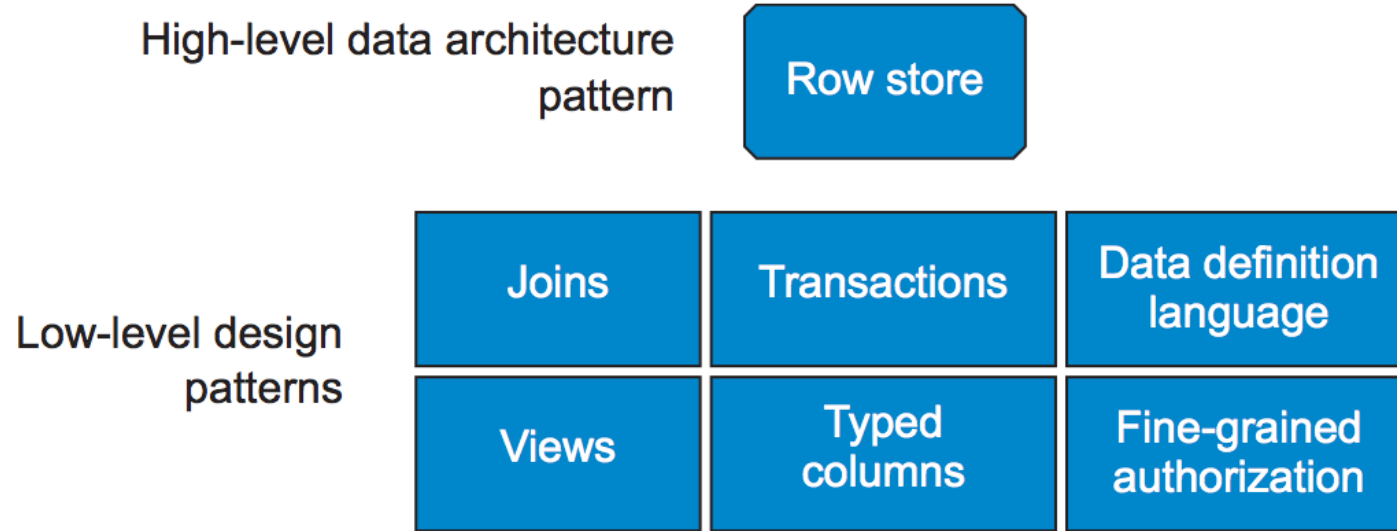 High-level data architecture
pattern
Row store
Joins
Transactions
Data definition
language
Low-level design
patterns
Views
Typed
columns
Fine-grained
authorization